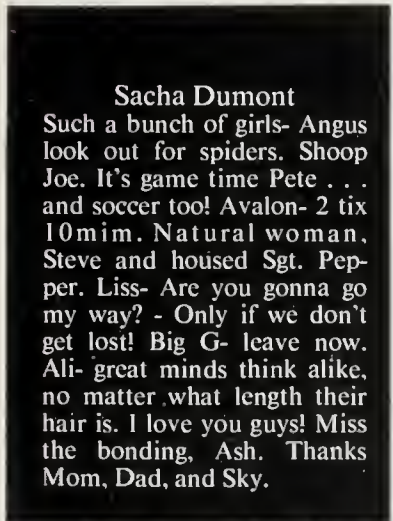 Sacha Dumont
Such a bunch of girls- Angus
look out for spiders. Shoop
Joe. It's game time Pete . . .
and soccer too! Avalon- 2 tix
10mim. Natural woman,
Steve and housed Sgt. Pep-
per. Liss- Are you gonna go
my way? - Only if we don't
get lost! Big G- leave now.
Ali- great minds think alike,
no matter what length their
hair is. I love you guys! Miss
the bonding, Ash. Thanks
Mom, Dad, and Sky.